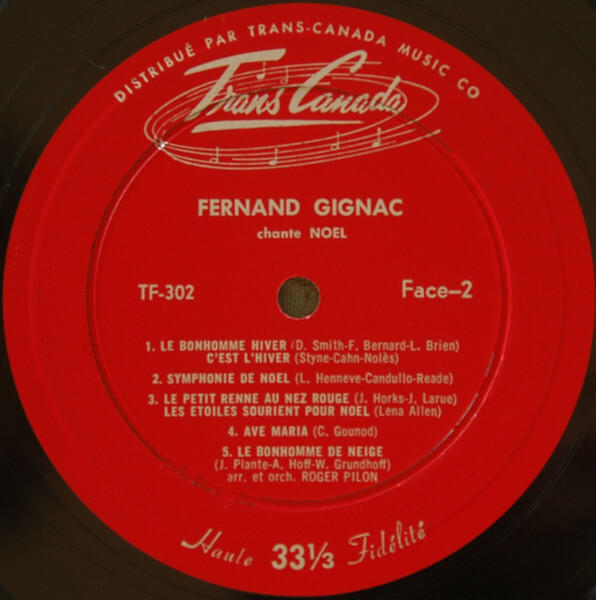 DISTRIBUÉ PAR TRANS-CANADA MUSIC CO
Trans Canada
FERNAND GIGNAC
chante NOEL
TF-302
Face-2
1. LE BONHOMME HIVER (D. Smith-F. Bernard-L. Brien)
C'EST L'HIVER (Styne-Cahn-Nolès)
2. SYMPHONIE DE NOEL (L. Henneve-Candullo-Reade)
3. LE PETIT RENNE AU NEZ ROUGE (J. Horks-J. Larue)
LES ETOILES SOURIENT POUR NOEL (Lena Allen)
4. AVE MARIA (C. Gounod)
5. LE BONHOMME DE NEIGE
(J. Plante-A. Hoff-W. Grundhoff)
arr. et orch. ROGER PILON
Haute 33⅓ Fidélité